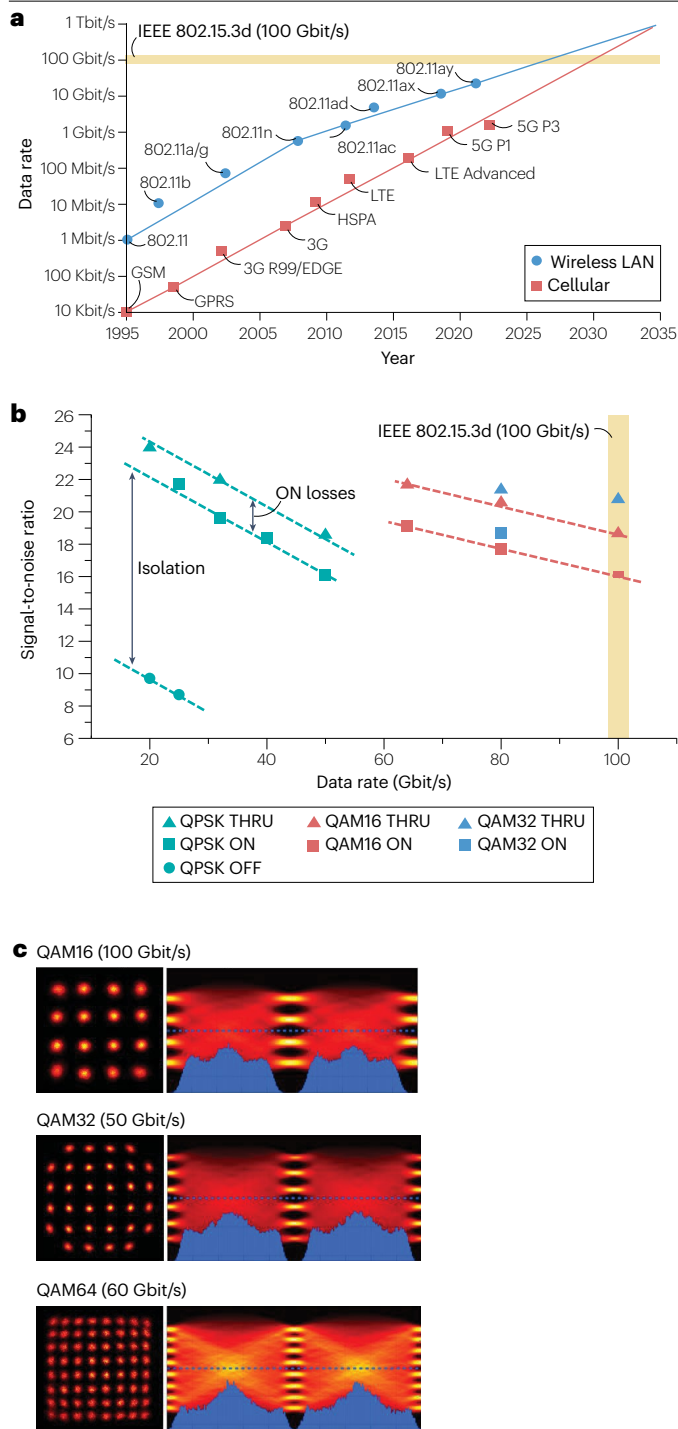 a
1 Tbit/s
IEEE 802.15.3d (100 Gbit/s)
100 Gbit/s
802.11ay
10 Gbit/s
802.11ax
802.11ad
1 Gbit/s
802.11n
5G P3
802.11ac
5G P1
802.11a/g
100 Mbit/s
LTE Advanced
802.11b
LTE
10 Mbit/s
HSPA
1 Mbit/s
802.11
3G
3G R99/EDGE
GSM
100 Kbit/s
GPRS
10 Kbit/s
Data rate
Wireless LAN
Cellular
1995 2000 2005 2010 2015 2020 2025 2030 2035
Year
b
26
24
22
20
18
16
14
12
10
8
6
Signal-to-noise ratio
IEEE 802.15.3d (100 Gbit/s)
ON losses
Isolation
20 40 60 80 100
Data rate (Gbit/s)
QPSK THRU QAM16 THRU QAM32 THRU
QPSK ON QAM16 ON QAM32 ON
QPSK OFF
c QAM16 (100 Gbit/s)
QAM32 (50 Gbit/s)
QAM64 (60 Gbit/s)